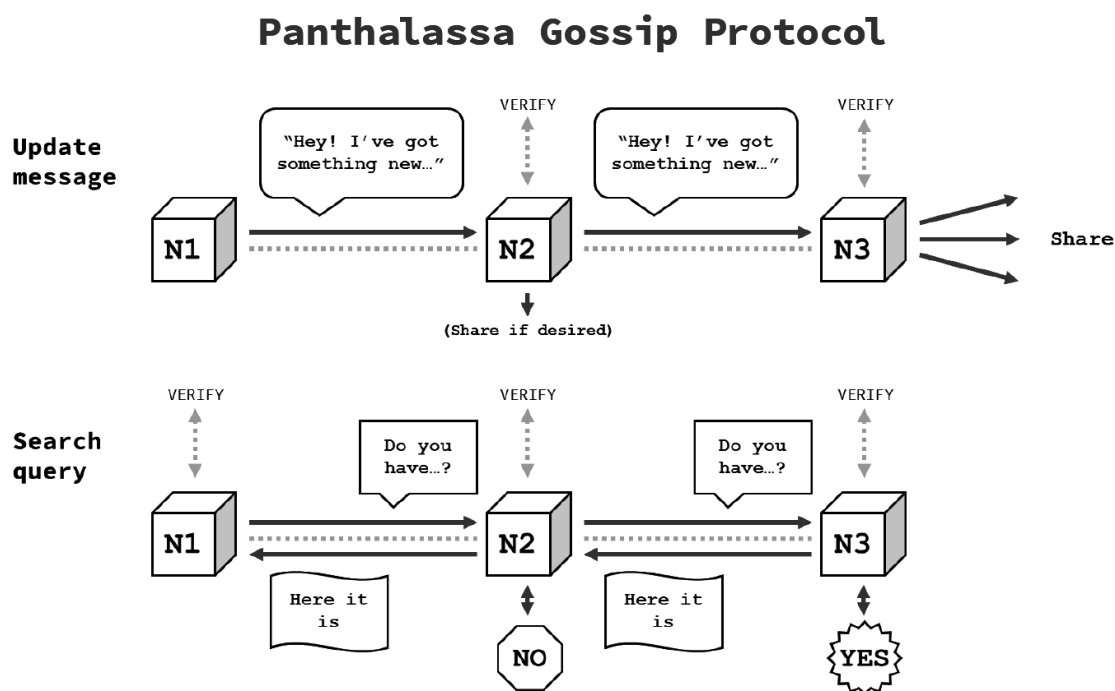 Panthalassa Gossip Protocol
VERIFY
VERIFY
Update
message
“Hey! I’ve got
something new…”
“Hey! I’ve got
something new…”
N1
N2
N3
Share
(Share if desired)
VERIFY
VERIFY
VERIFY
Search
query
Do you
have…?
Do you
have…?
N1
N2
N3
Here it
is
Here it
is
NO
YES